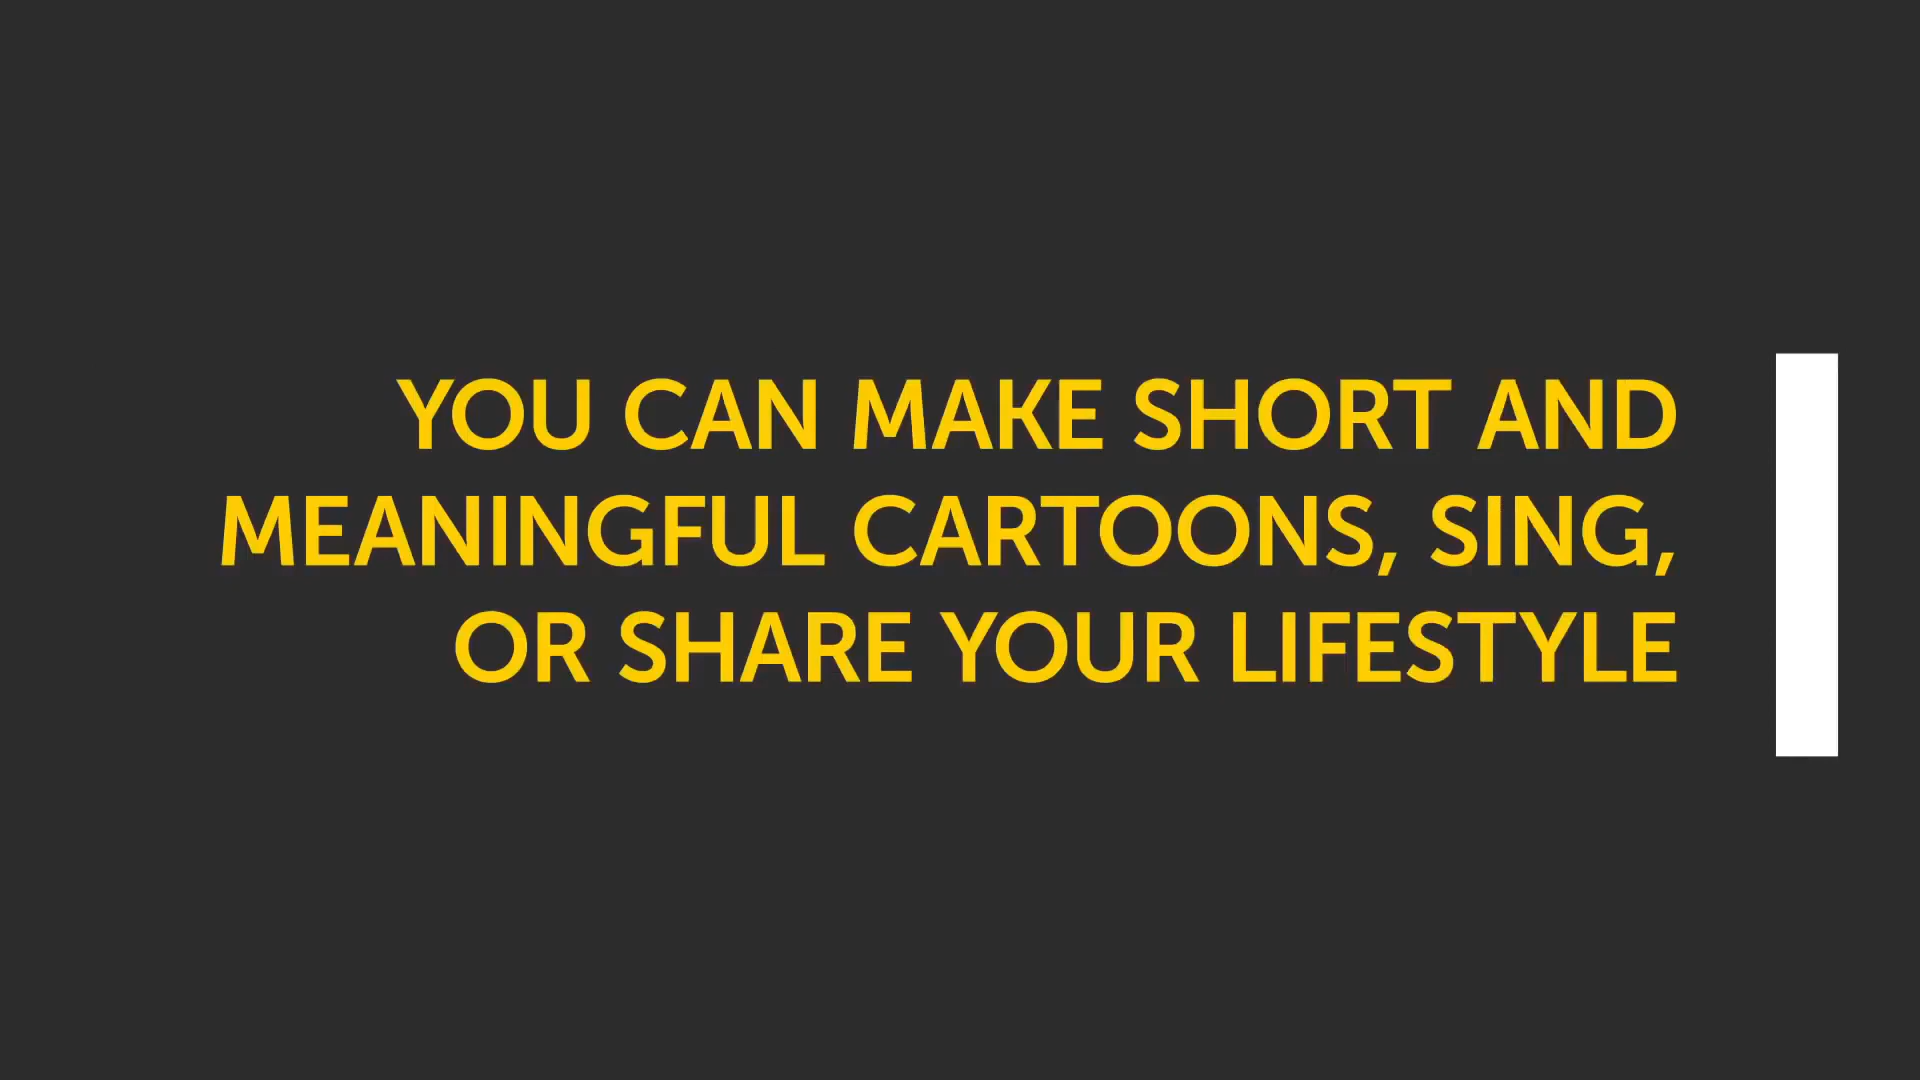 YOU CAN MAKE SHORT AND
MEANINGFUL CARTOONS, SING,
OR SHARE YOUR LIFESTYLE